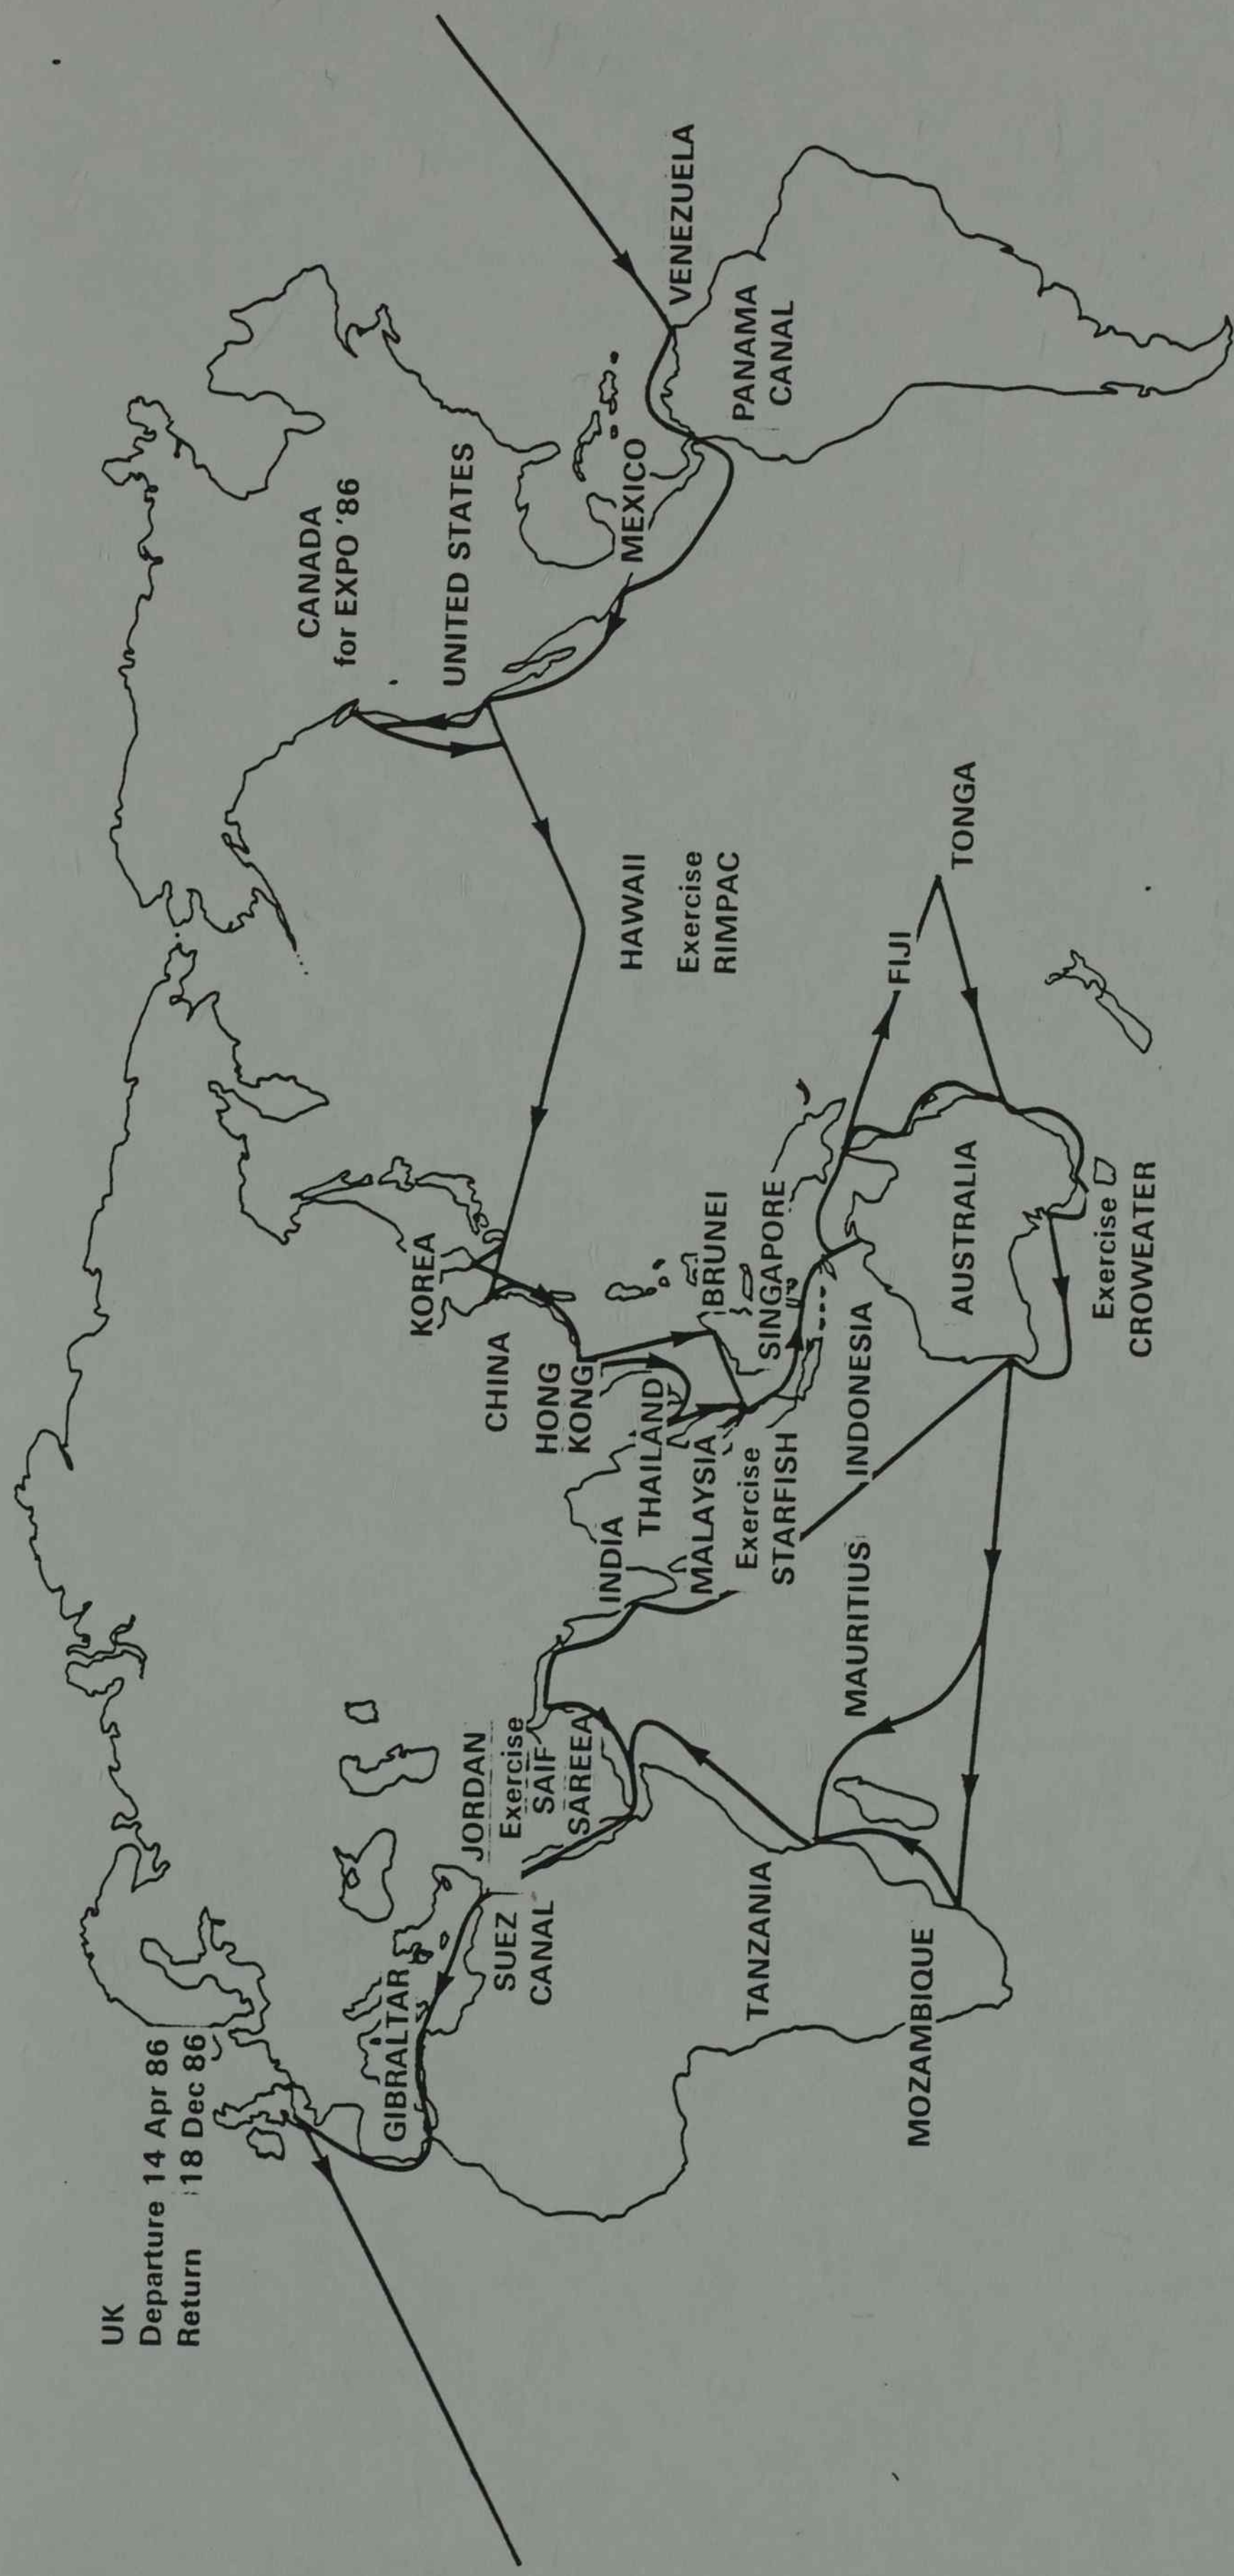 UK
Departure 14 Apr 86
Return 18 Dec 86
GIBRALTAR
SUEZ
CANAL
JORDAN
Exercise
SAIF
SAREEA
TANZANIA
MOZAMBIQUE
MAURITIUS
INDIA
THAILAND
MALAYSIA
Exercise
STARFISH
INDONESIA
KOREA
CHINA
HONG
KONG
BRUNEI
SINGAPORE
AUSTRALIA
Exercise
CROWEATER
FIJI
TONGA
HAWAII
Exercise
RIMPAC
CANADA
for EXPO '86
UNITED STATES
MEXICO
PANAMA
CANAL
VENEZUELA